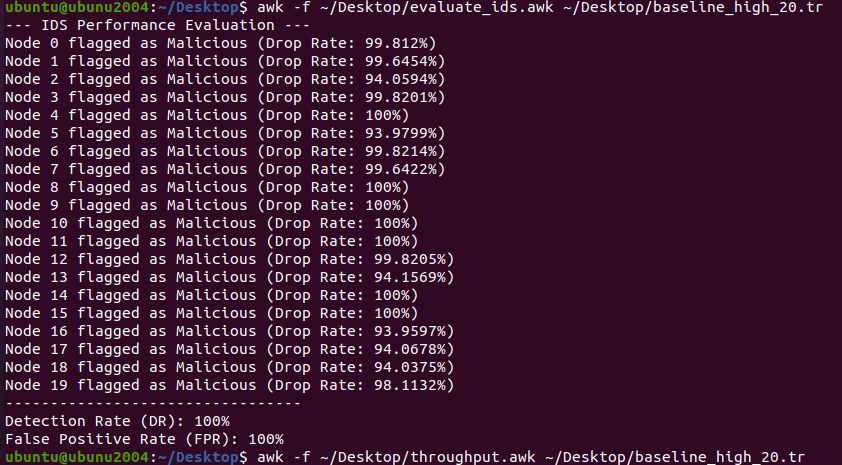 ubuntu@ubunu2004:~/Desktop$ awk -f ~/Desktop/evaluate_ids.awk ~/Desktop/baseline_high_20.tr
--- IDS Performance Evaluation ---
Node 0 flagged as Malicious (Drop Rate: 99.812%)
Node 1 flagged as Malicious (Drop Rate: 99.6454%)
Node 2 flagged as Malicious (Drop Rate: 94.0594%)
Node 3 flagged as Malicious (Drop Rate: 99.8201%)
Node 4 flagged as Malicious (Drop Rate: 100%)
Node 5 flagged as Malicious (Drop Rate: 93.9799%)
Node 6 flagged as Malicious (Drop Rate: 99.8214%)
Node 7 flagged as Malicious (Drop Rate: 99.6422%)
Node 8 flagged as Malicious (Drop Rate: 100%)
Node 9 flagged as Malicious (Drop Rate: 100%)
Node 10 flagged as Malicious (Drop Rate: 100%)
Node 11 flagged as Malicious (Drop Rate: 100%)
Node 12 flagged as Malicious (Drop Rate: 99.8205%)
Node 13 flagged as Malicious (Drop Rate: 94.1569%)
Node 14 flagged as Malicious (Drop Rate: 100%)
Node 15 flagged as Malicious (Drop Rate: 100%)
Node 16 flagged as Malicious (Drop Rate: 93.9597%)
Node 17 flagged as Malicious (Drop Rate: 94.0678%)
Node 18 flagged as Malicious (Drop Rate: 94.0375%)
Node 19 flagged as Malicious (Drop Rate: 98.1132%)
---------------------------------
Detection Rate (DR): 100%
False Positive Rate (FPR): 100%
ubuntu@ubunu2004:~/Desktop$ awk -f ~/Desktop/throughput.awk ~/Desktop/baseline_high_20.tr